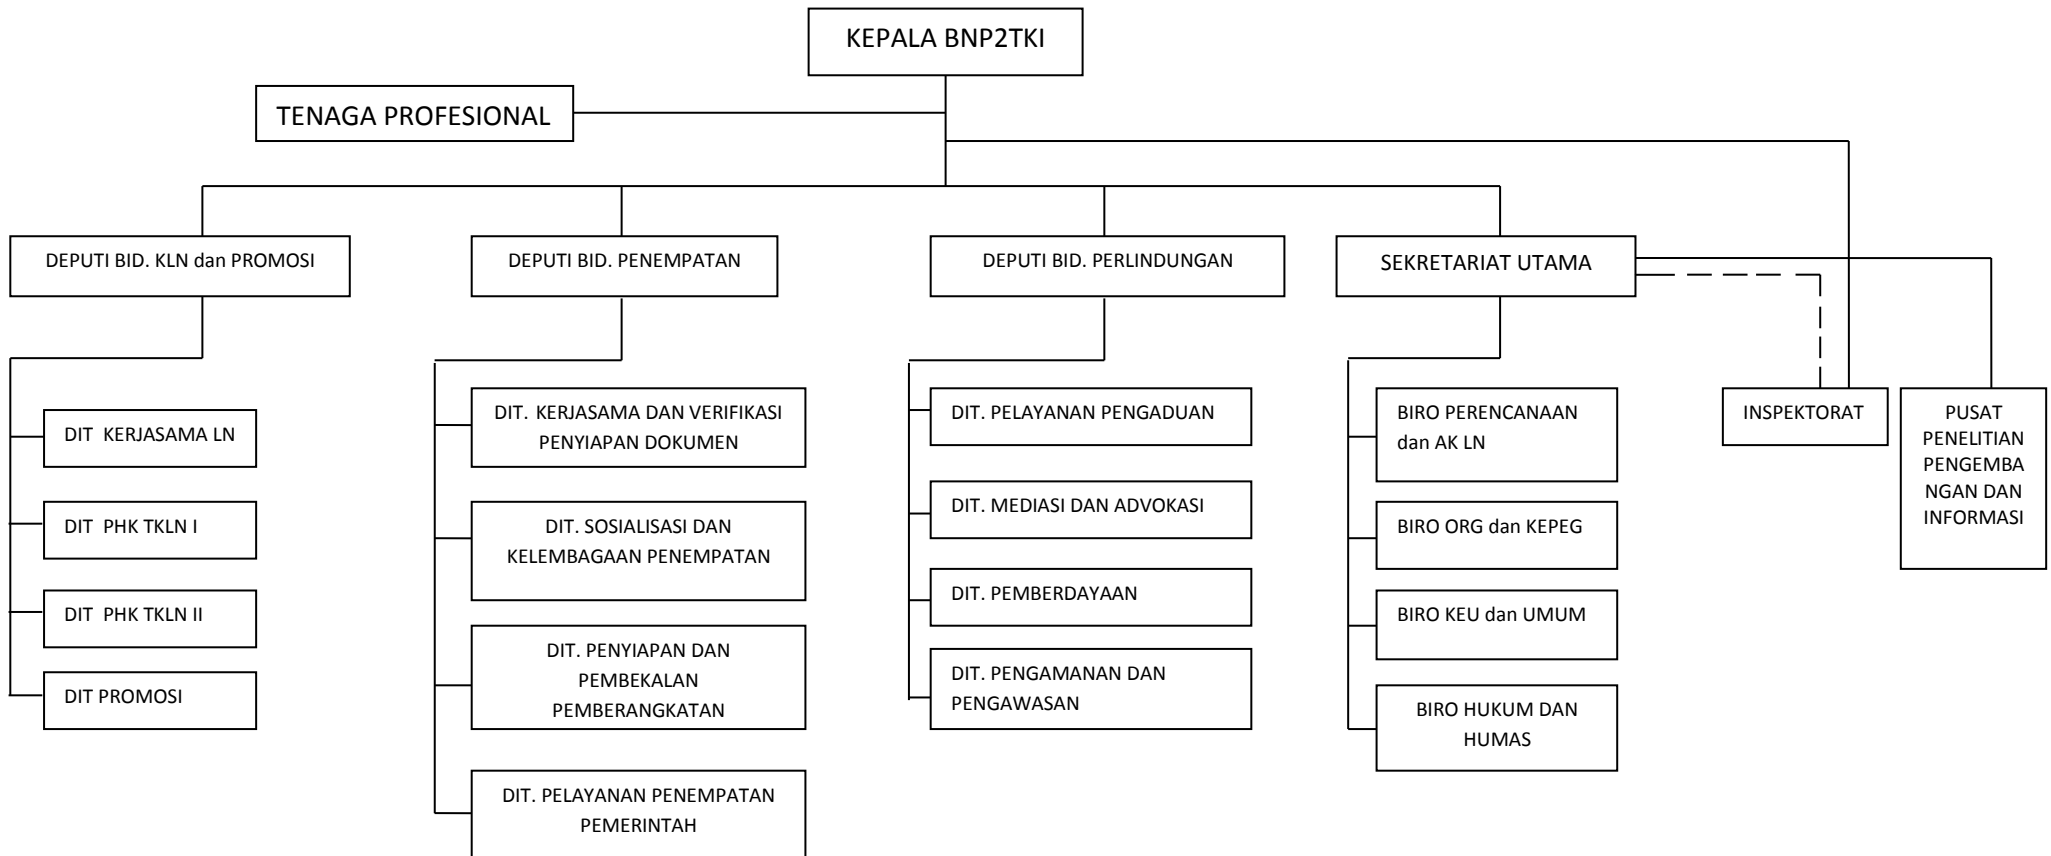 KEPALA BNP2TKI
TENAGA PROFESIONAL
DEPUTI BID. KLN dan PROMOSI
DEPUTI BID. PENEMPATAN
DEPUTI BID. PERLINDUNGAN
SEKRETARIAT UTAMA
DIT KERJASAMA LN
DIT PHK TKLN I
DIT PHK TKLN II
DIT PROMOSI
DIT. KERJASAMA DAN VERIFIKASI
PENYIAPAN DOKUMEN
DIT. SOSIALISASI DAN
KELEMBAGAAN PENEMPATAN
DIT. PENYIAPAN DAN
PEMBEKALAN
PEMBERANGKATAN
DIT. PELAYANAN PENEMPATAN
PEMERINTAH
DIT. PELAYANAN PENGADUAN
DIT. MEDIASI DAN ADVOKASI
DIT. PEMBERDAYAAN
DIT. PENGAMANAN DAN
PENGAWASAN
BIRO PERENCANAAN
dan AK LN
BIRO ORG dan KEPEG
BIRO KEU dan UMUM
BIRO HUKUM DAN
HUMAS
INSPEKTORAT
PUSAT
PENELITIAN
PENGEMBA
NGAN DAN
INFORMASI